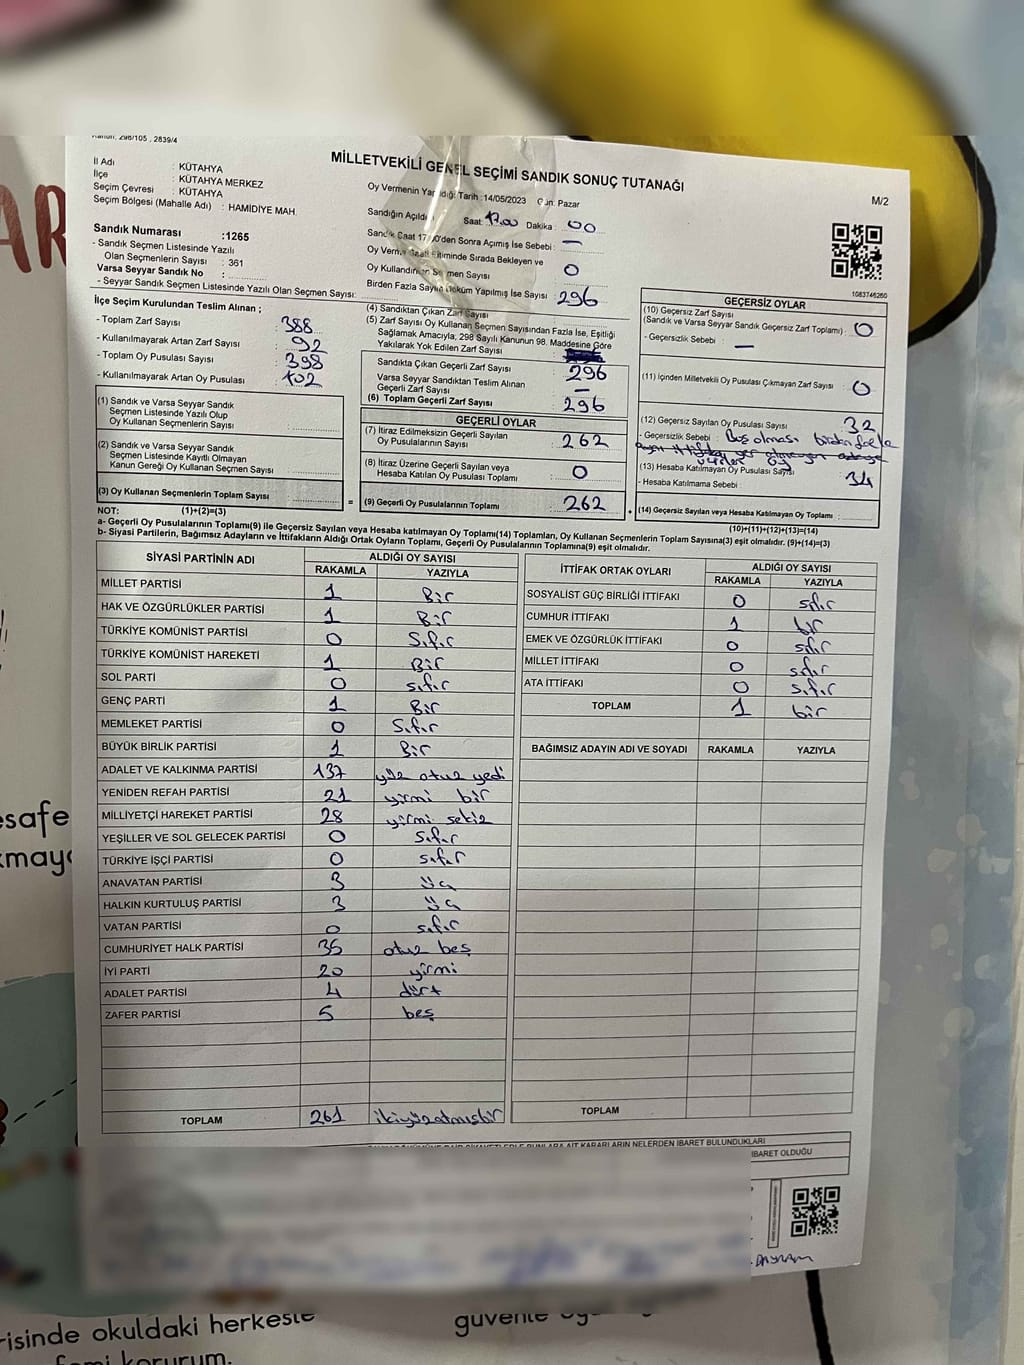 Kanun: 298/105 , 2839/4
MİLLETVEKİLİ GENEL SEÇİMİ SANDIK SONUÇ TUTANAĞI
M/2
İl Adı : KÜTAHYA
İlçe : KÜTAHYA MERKEZ
Seçim Çevresi : KÜTAHYA
Seçim Bölgesi (Mahalle Adı) : HAMİDİYE MAH.
Sandık Numarası :1265
- Sandık Seçmen Listesinde Yazılı
Olan Seçmenlerin Sayısı : 361
Varsa Seyyar Sandık No :
- Seyyar Sandık Seçmen Listesinde Yazılı Olan Seçmen Sayısı:
Oy Vermenin Yapıldığı: Tarih :14/05/2023 Gün: Pazar
Sandığın Açıldı Saat: 17.00 Dakika : 00
Sandık Saat 17:00'den Sonra Açımış İse Sebebi : —
Oy Verme Saati Bitiminde Sırada Bekleyen ve
Oy Kullandırılan Seçmen Sayısı : 0
Birden Fazla Sayım Döküm Yapılmış İse Sayısı
1083746260
İlçe Seçim Kurulundan Teslim Alınan ;
- Toplam Zarf Sayısı : 388
- Kullanılmayarak Artan Zarf Sayısı : 92
- Toplam Oy Pusulası Sayısı : 398
- Kullanılmayarak Artan Oy Pusulası : 102
(4) Sandıktan Çıkan Zarf Sayısı : 296
(5) Zarf Sayısı Oy Kullanan Seçmen Sayısından Fazla İse, Eşitliği
Sağlamak Amacıyla; 298 Sayılı Kanunun 98. Maddesine Göre
Yakılarak Yok Edilen Zarf Sayısı
Sandıkta Çıkan Geçerli Zarf Sayısı : 296
Varsa Seyyar Sandıktan Teslim Alınan
Geçerli Zarf Sayısı : —
(6) Toplam Geçerli Zarf Sayısı : 296
GEÇERSİZ OYLAR
(10) Geçersiz Zarf Sayısı
(Sandık ve Varsa Seyyar Sandık Geçersiz Zarf Toplamı) : 0
- Geçersizlik Sebebi : —
(11) İçinden Milletvekili Oy Pusulası Çıkmayan Zarf Sayısı : 0
(12) Geçersiz Sayılan Oy Pusulası Sayısı : 32
- Geçersizlik Sebebi : Boş olması birden fazla
(13) Hesaba Katılmayan Oy Pusulası Sayısı : 34
- Hesaba Katılmama Sebebi :
(14) Geçersiz Sayılan veya Hesaba Katılmayan Oy Toplamı :
(10)+(11)+(12)+(13)=(14)
(1) Sandık ve Varsa Seyyar Sandık
Seçmen Listesinde Yazılı Olup
Oy Kullanan Seçmenlerin Sayısı :
(2) Sandık ve Varsa Seyyar Sandık
Seçmen Listesinde Kayıtlı Olmayan
Kanun Gereği Oy Kullanan Seçmen Sayısı :
(3) Oy Kullanan Seçmenlerin Toplam Sayısı :
GEÇERLİ OYLAR
(7) İtiraz Edilmeksizin Geçerli Sayılan
Oy Pusulalarının Sayısı : 262
(8) İtiraz Üzerine Geçerli Sayılan veya
Hesaba Katılan Oy Pusulası Toplamı : 0
= (9) Geçerli Oy Pusulalarının Toplamı : 262 +
NOT: (1)+(2)=(3)
a- Geçerli Oy Pusulalarının Toplamı(9) ile Geçersiz Sayılan veya Hesaba katılmayan Oy Toplamı(14) Toplamları, Oy Kullanan Seçmenlerin Toplam Sayısına(3) eşit olmalıdır. (9)+(14)=(3)
b- Siyasi Partilerin, Bağımsız Adayların ve İttifakların Aldığı Ortak Oyların Toplamı, Geçerli Oy Pusulalarının Toplamına(9) eşit olmalıdır.
SİYASİ PARTİNİN ADI ALDIĞI OY SAYISI
RAKAMLA YAZIYLA
MİLLET PARTİSİ 1 Bir
HAK VE ÖZGÜRLÜKLER PARTİSİ 1 Bir
TÜRKİYE KOMÜNİST PARTİSİ 0 Sıfır
TÜRKİYE KOMÜNİST HAREKETİ 1 Bir
SOL PARTİ 0 sıfır
GENÇ PARTİ 1 Bir
MEMLEKET PARTİSİ 0 Sıfır
BÜYÜK BİRLİK PARTİSİ 1 Bir
ADALET VE KALKINMA PARTİSİ 137 yüz otuz yedi
YENİDEN REFAH PARTİSİ 21 yirmi bir
MİLLİYETÇİ HAREKET PARTİSİ 28 yirmi sekiz
YEŞİLLER VE SOL GELECEK PARTİSİ 0 Sıfır
TÜRKİYE İŞÇİ PARTİSİ 0 sıfır
ANAVATAN PARTİSİ 3 üç
HALKIN KURTULUŞ PARTİSİ 3 üç
VATAN PARTİSİ 0 sıfır
CUMHURİYET HALK PARTİSİ 35 otuz beş
İYİ PARTİ 20 yirmi
ADALET PARTİSİ 4 dört
ZAFER PARTİSİ 5 beş
TOPLAM 261 ikiyüzatmışbir
İTTİFAK ORTAK OYLARI ALDIĞI OY SAYISI
RAKAMLA YAZIYLA
SOSYALİST GÜÇ BİRLİĞİ İTTİFAKI 0 sıfır
CUMHUR İTTİFAKI 1 bir
EMEK VE ÖZGÜRLÜK İTTİFAKI 0 sıfır
MİLLET İTTİFAKI 0 sıfır
ATA İTTİFAKI 0 sıfır
TOPLAM 1 bir
BAĞIMSIZ ADAYIN ADI VE SOYADI RAKAMLA YAZIYLA
TOPLAM
KARARLARIN NELERDEN İBARET BULUNDUKLARI
İBARET OLDUĞU
BAYRAM
AR
esafe
kmaya
risinde okuldaki herkesle
güvenle
korurum.